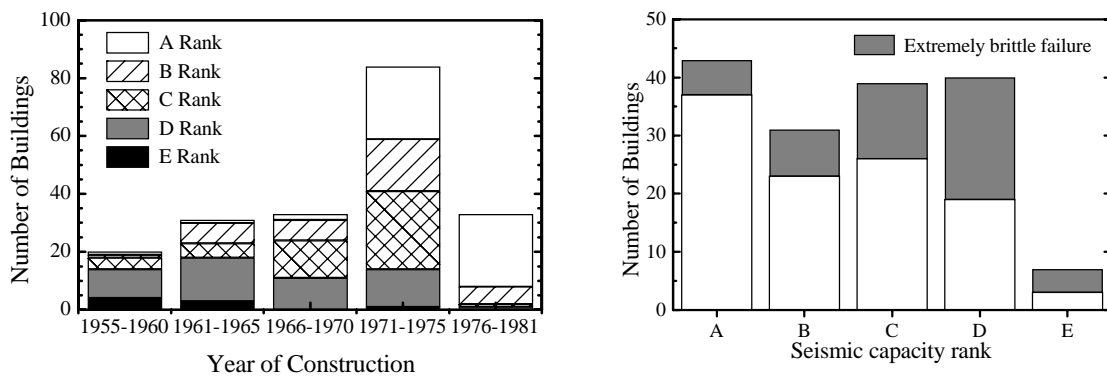 100
80
60
40
20
0
Number of Buildings
A Rank
B Rank
C Rank
D Rank
E Rank
1955-1960 1961-1965 1966-1970 1971-1975 1976-1981
Year of Construction
50
40
30
20
10
0
Number of Buildings
Extremely brittle failure
A B C D E
Seismic capacity rank